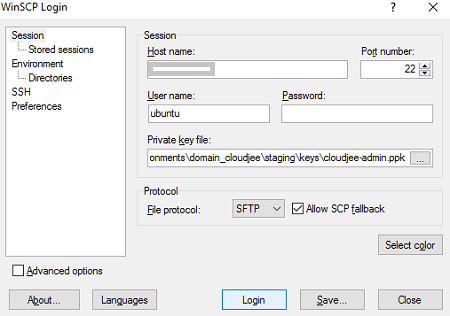 WinSCP Login
Session
Stored sessions
Environment
Directories
SSH
Preferences
Session
Host name:
Port number:
22
User name:
Password:
ubuntu
Private key file:
onments\domain_cloudjee\staging\keys\cloudjee-admin.ppk
...
Protocol
File protocol:
SFTP
Allow SCP fallback
Select color
Advanced options
About...
Languages
Login
Save...
Close